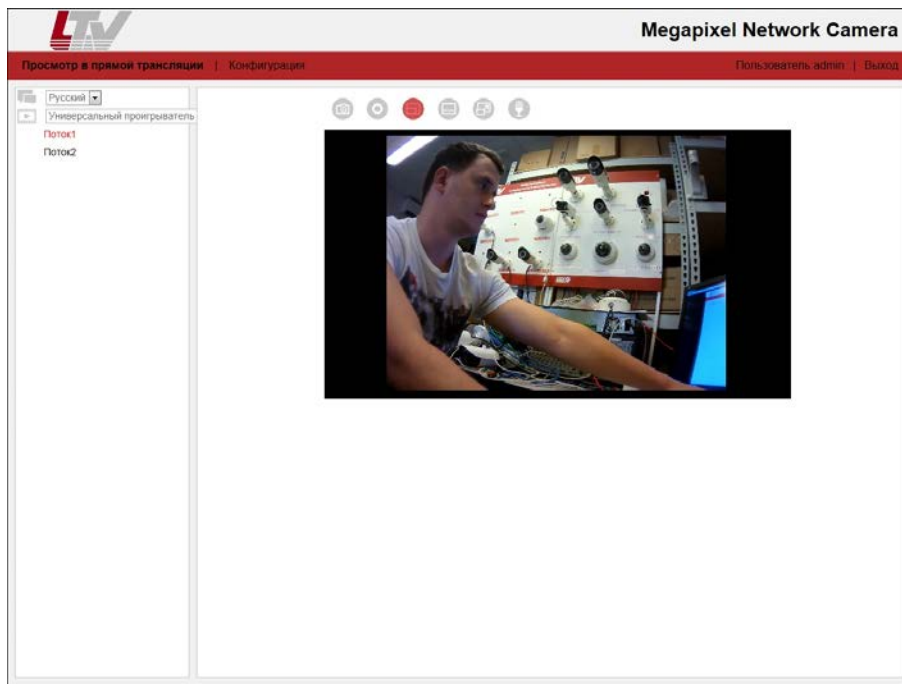 LTV
Megapixel Network Camera
Просмотр в прямой трансляции | Конфигурация
Пользователь admin | Выход
Русский
Универсальный проигрыватель
Поток1
Поток2